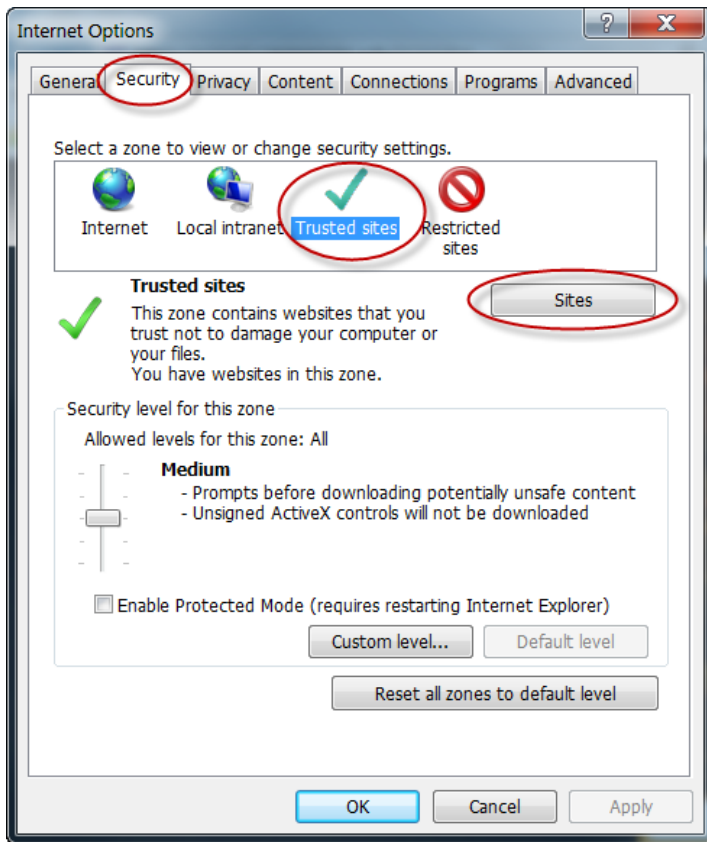 Internet Options
?
X
General Security Privacy Content Connections Programs Advanced
Select a zone to view or change security settings.
Internet Local intranet Trusted sites Restricted
sites
Trusted sites
Sites
This zone contains websites that you
trust not to damage your computer or
your files.
You have websites in this zone.
Security level for this zone
Allowed levels for this zone: All
Medium
- Prompts before downloading potentially unsafe content
- Unsigned ActiveX controls will not be downloaded
Enable Protected Mode (requires restarting Internet Explorer)
Custom level... Default level
Reset all zones to default level
OK Cancel Apply